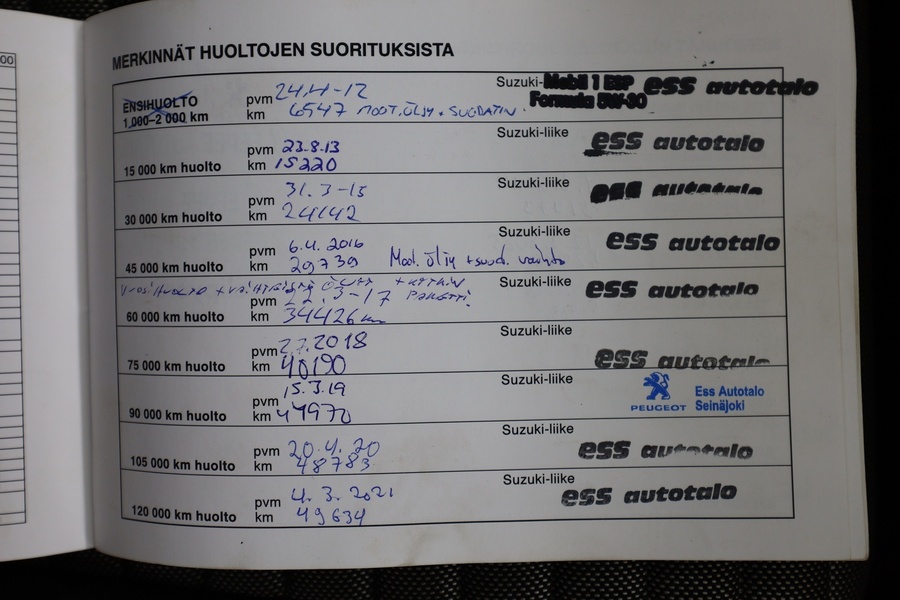 00
MERKINNÄT HUOLTOJEN SUORITUKSISTA
ENSIHUOLTO pvm 24.4-12 Suzuki- Mobil 1 ESP ess autotalo
1.000-2 000 km km 6547 MOOT.ÖLJY + SUODATIN Formula 5W-30
pvm 23.8.13 Suzuki-liike ess autotalo
15 000 km huolto km 15220
pvm 31.3-15 Suzuki-liike ess autotalo
30 000 km huolto km 24142
pvm 6.4.2016 Suzuki-liike ess autotalo
45 000 km huolto km 29739 Moot. öljy + suod. vaihto
Vuosihuolto +
pvm 22.3-17 Suzuki-liike ess autotalo
60 000 km huolto km 34426 km
pvm 2.7.2018 Suzuki-liike ess autotalo
75 000 km huolto km 40190
pvm 15.3.19 Suzuki-liike PEUGEOT Ess Autotalo
90 000 km huolto km 44970 Seinäjoki
pvm 20.4.20 Suzuki-liike ess autotalo
105 000 km huolto km 48783
pvm 4.3.2021 Suzuki-liike ess autotalo
120 000 km huolto km 49634